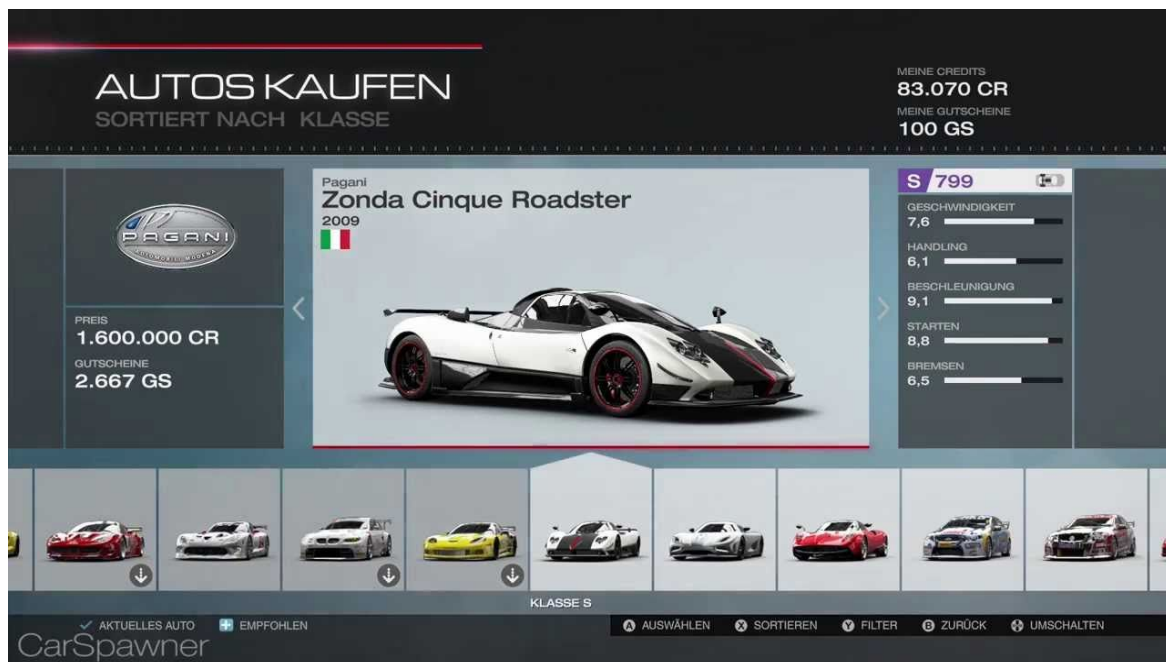 AUTOS KAUFEN
SORTIERT NACH KLASSE
MEINE CREDITS
83.070 CR
MEINE GUTSCHEINE
100 GS
PAGANI
AUTOMOBILI MODENA
PREIS
1.600.000 CR
GUTSCHEINE
2.667 GS
Pagani
Zonda Cinque Roadster
2009
S 799
GESCHWINDIGKEIT
7,6
HANDLING
6,1
BESCHLEUNIGUNG
9,1
STARTEN
8,8
BREMSEN
6,5
KLASSE S
AKTUELLES AUTO
EMPFOHLEN
A AUSWÄHLEN
X SORTIEREN
Y FILTER
B ZURÜCK
UMSCHALTEN
CarSpawner